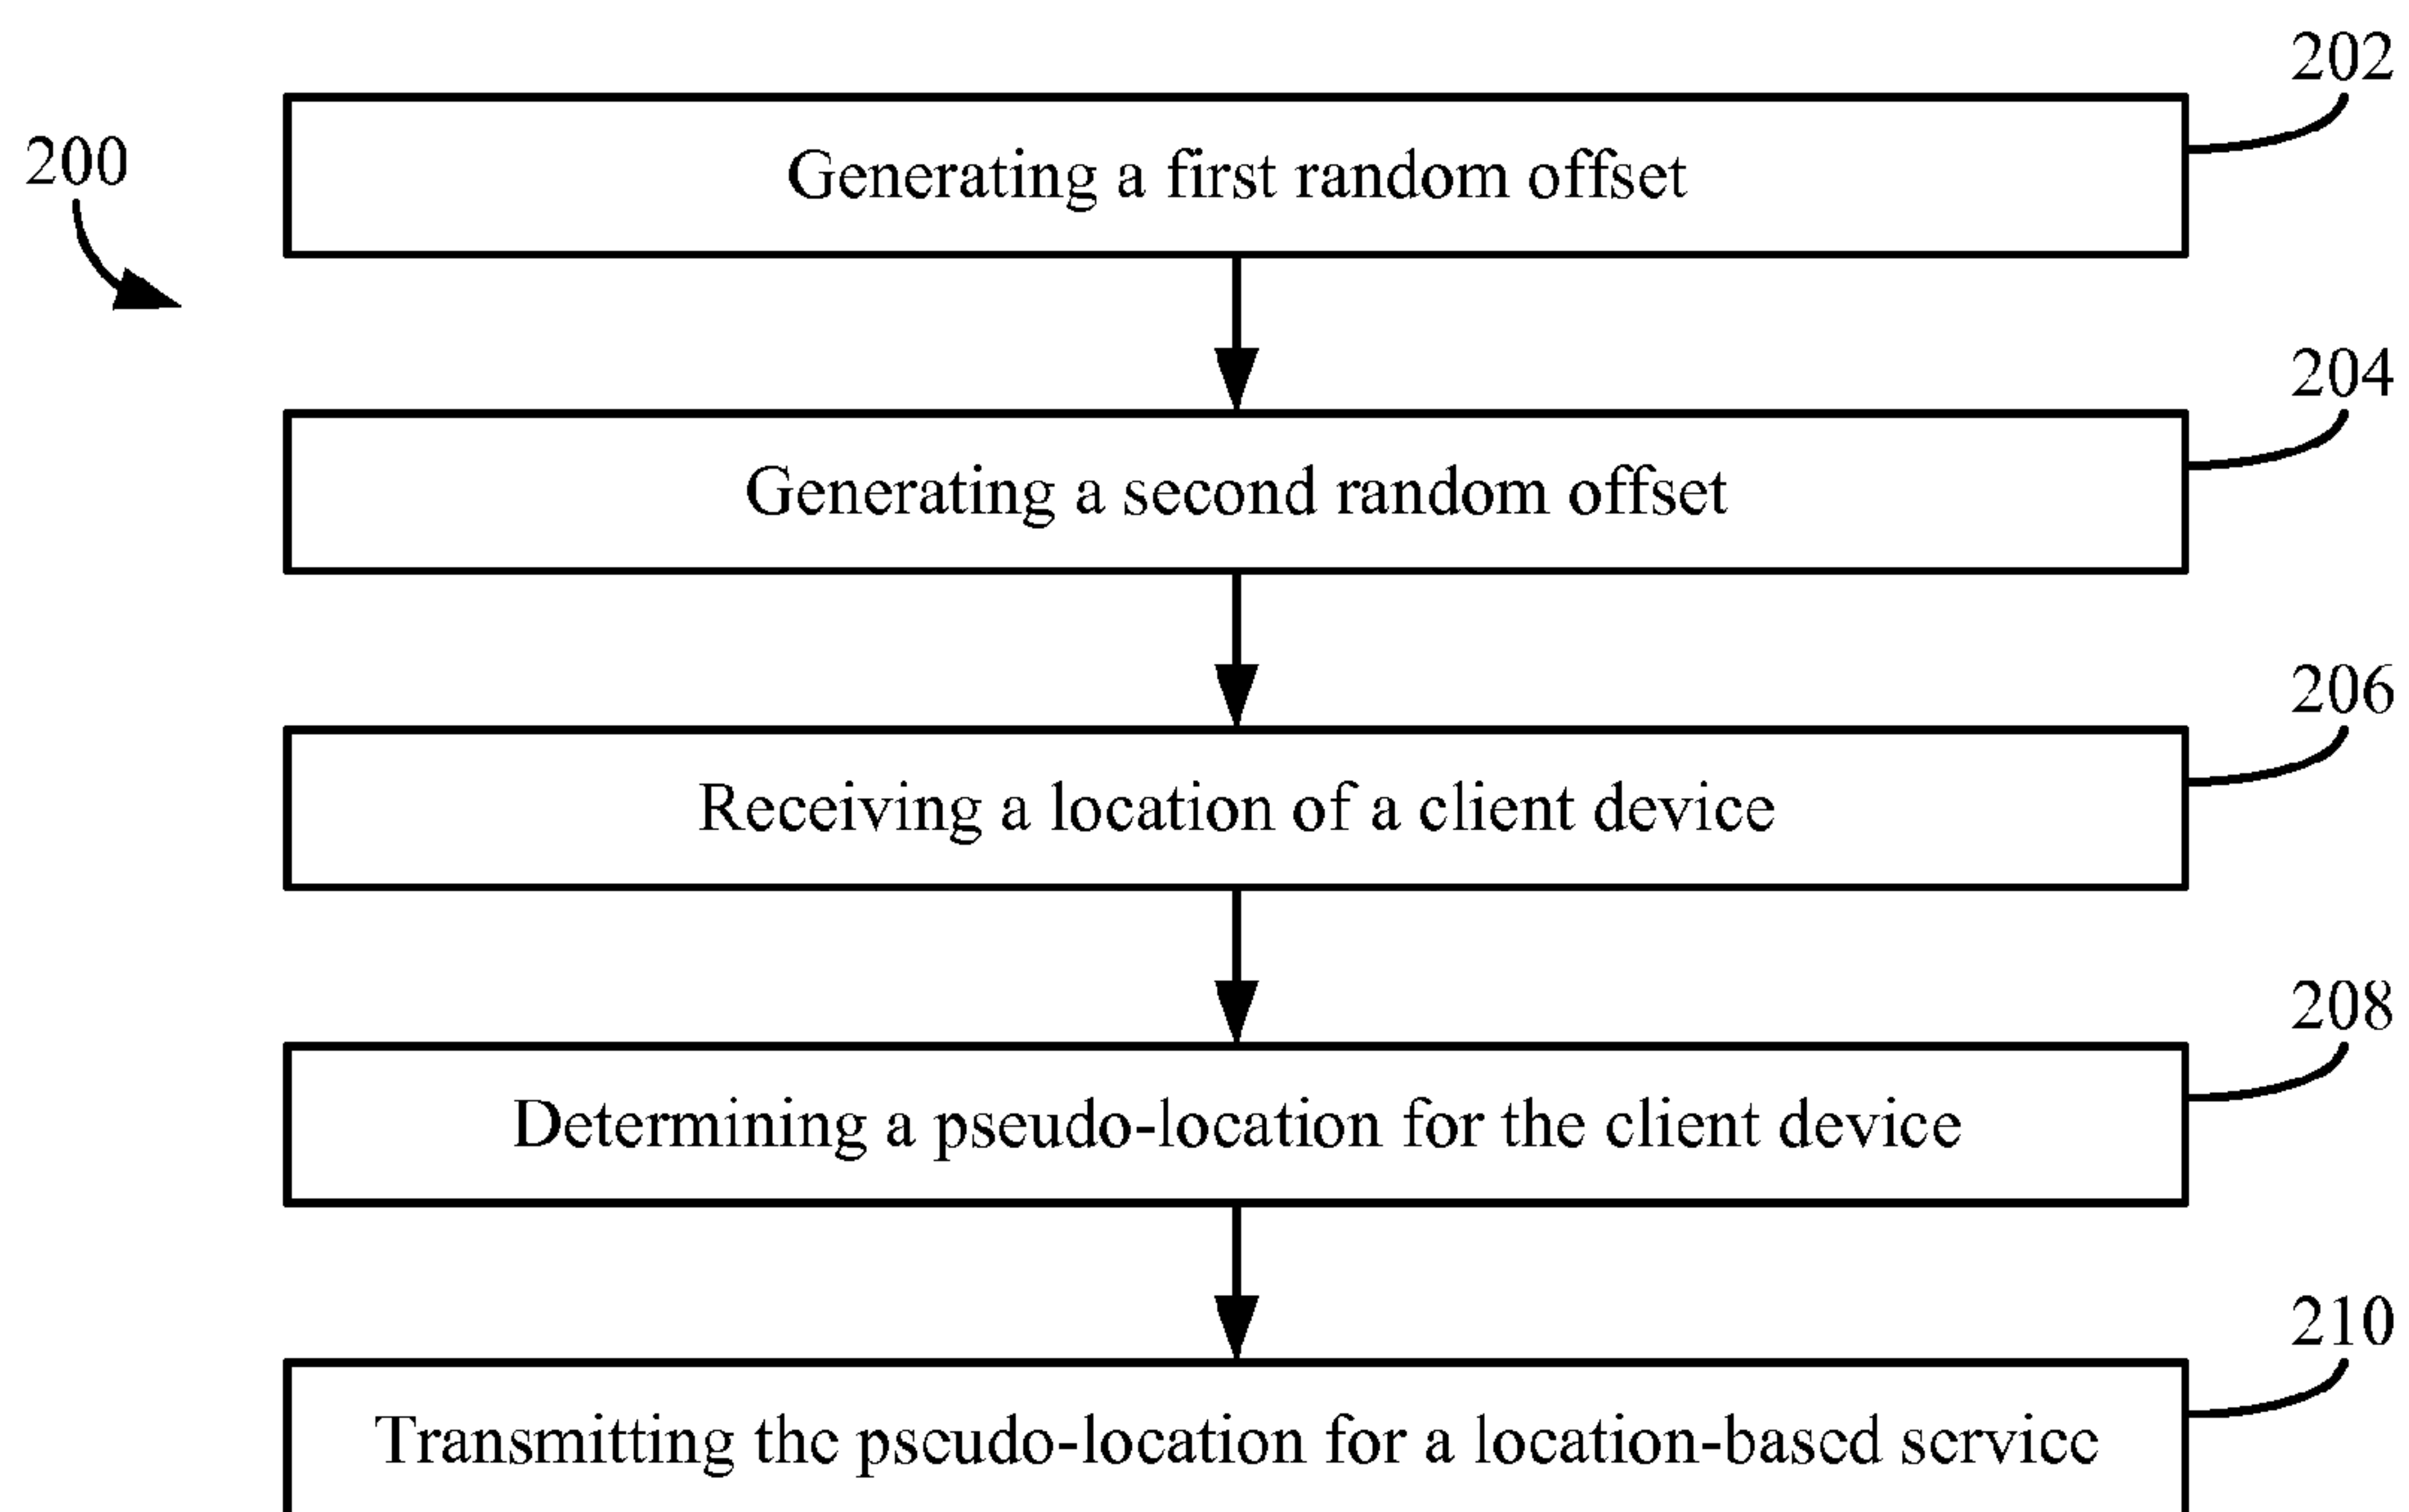 202
200
Generating a first random offset
204
Generating a second random offset
206
Receiving a location of a client device
208
Determining a pseudo-location for the client device
210
Transmitting the pseudo-location for a location-based service